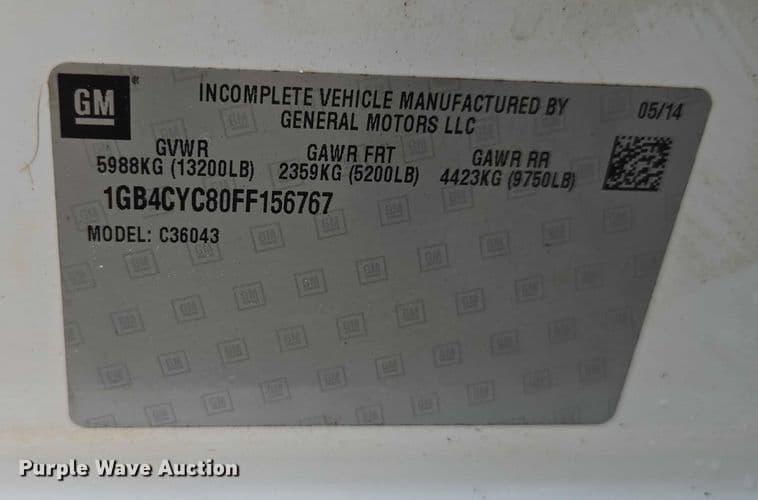 GM
INCOMPLETE VEHICLE MANUFACTURED BY
GENERAL MOTORS LLC
05/14
GVWR
5988KG (13200LB)
GAWR FRT
2359KG (5200LB)
GAWR RR
4423KG (9750LB)
1GB4CYC80FF156767
MODEL: C36043
Purple Wave Auction